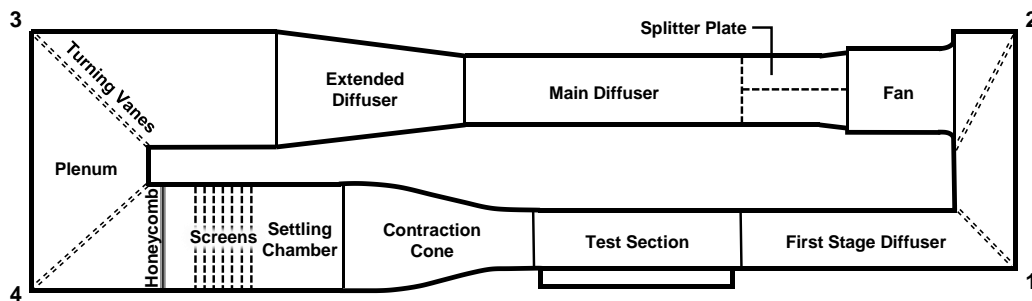 3
2
Turning Vanes
Splitter Plate
Extended
Diffuser
Main Diffuser
Fan
Plenum
Honeycomb
Screens
Settling
Chamber
Contraction
Cone
Test Section
First Stage Diffuser
4
1